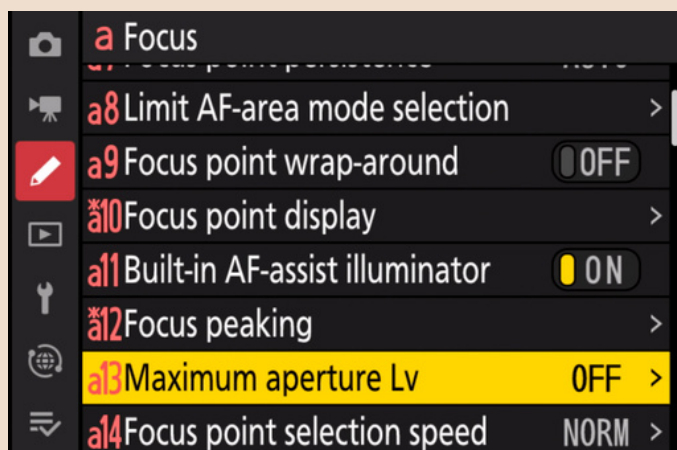 a Focus
a8 Limit AF-area mode selection >
a9 Focus point wrap-around OFF
*a10 Focus point display >
a11 Built-in AF-assist illuminator ON
*a12 Focus peaking >
a13 Maximum aperture Lv OFF >
a14 Focus point selection speed NORM >